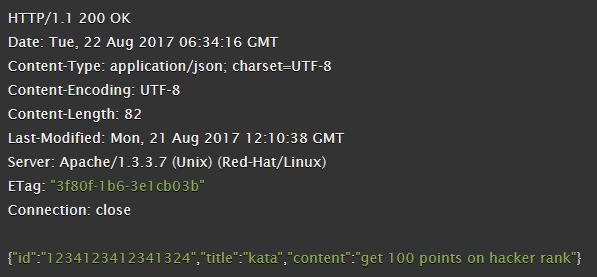 HTTP/1.1 200 OK
Date: Tue, 22 Aug 2017 06:34:16 GMT
Content-Type: application/json; charset=UTF-8
Content-Encoding: UTF-8
Content-Length: 82
Last-Modified: Mon, 21 Aug 2017 12:10:38 GMT
Server: Apache/1.3.3.7 (Unix) (Red-Hat/Linux)
ETag: "3f80f-1b6-3e1cb03b"
Connection: close
{"id":"1234123412341324","title":"kata","content":"get 100 points on hacker rank"}